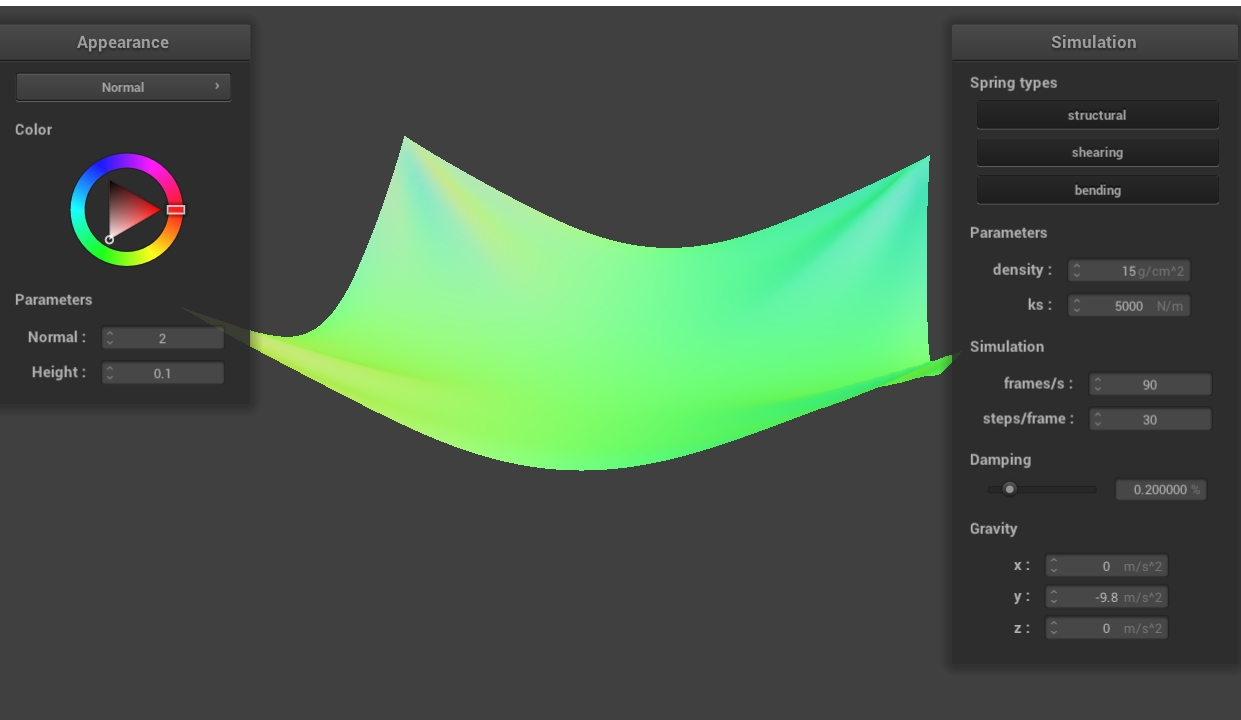 Appearance
Normal ›
Color
Parameters
Normal : 2
Height : 0.1
Simulation
Spring types
structural
shearing
bending
Parameters
density : 15 g/cm^2
ks : 5000 N/m
Simulation
frames/s : 90
steps/frame : 30
Damping
0.200000 %
Gravity
x : 0 m/s^2
y : -9.8 m/s^2
z : 0 m/s^2